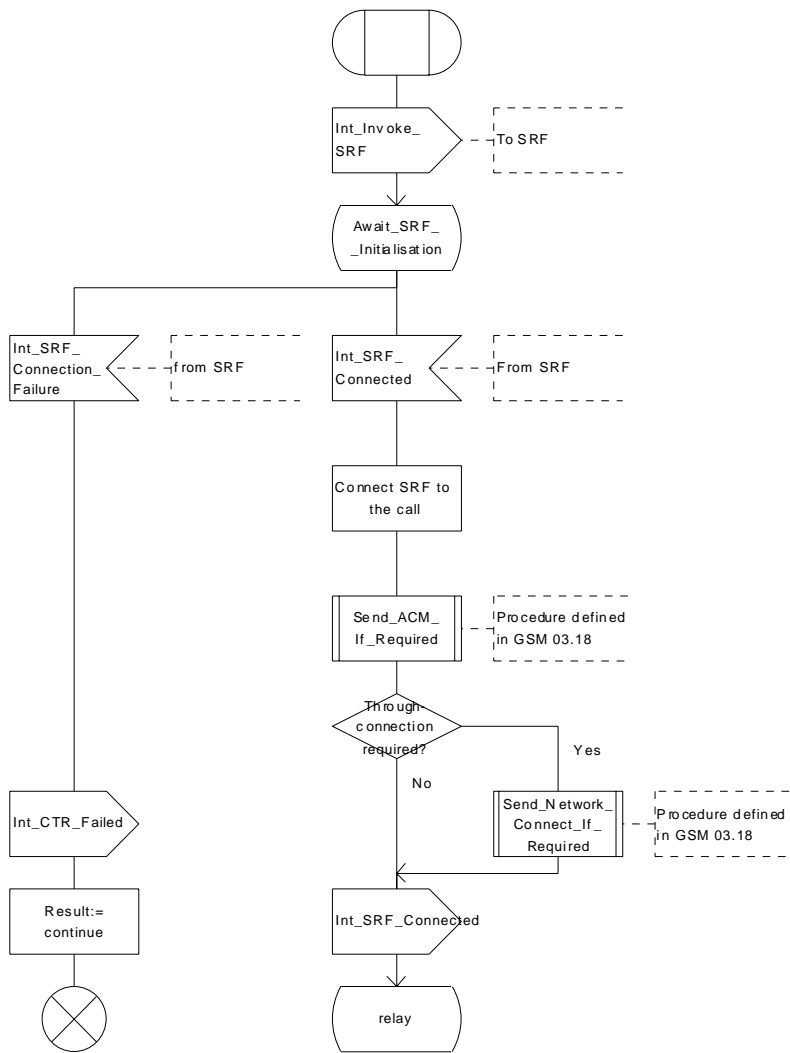 Int_Invoke_
SRF
To SRF
Await_SRF_
_Initialisation
Int_SRF_
Connection_
Failure
from SRF
Int_SRF_
Connected
From SRF
Connect SRF to
the call
Send_ACM_
If_Required
Procedure defined
in GSM 03.18
Through-
connection
required?
Yes
No
Int_CTR_Failed
Send_Network_
Connect_If_
Required
Procedure defined
in GSM 03.18
Result:=
continue
Int_SRF_Connected
relay